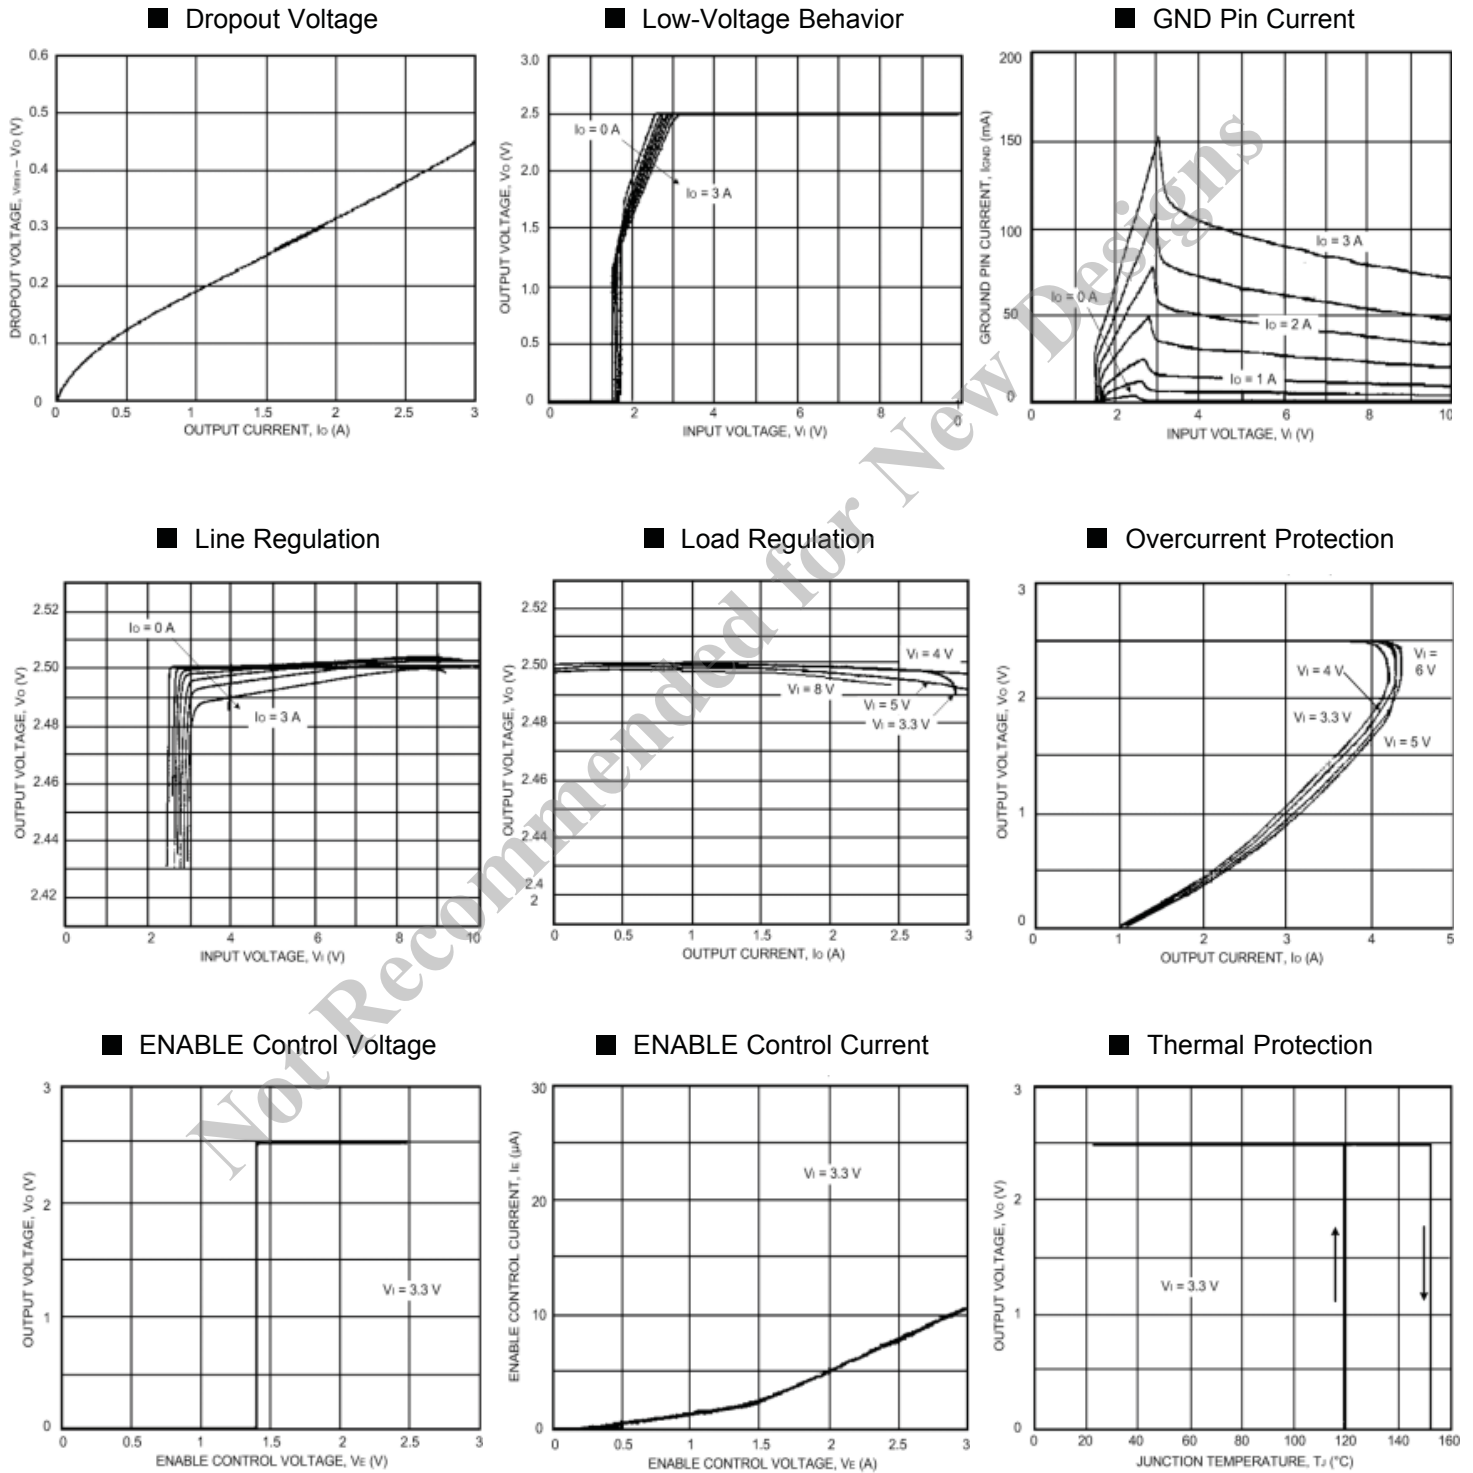 ■ Dropout Voltage
0.6
0.5
0.4
0.3
0.2
0.1
0
DROPOUT VOLTAGE, VImin – VO (V)
0 0.5 1 1.5 2 2.5 3
OUTPUT CURRENT, IO (A)
■ Low-Voltage Behavior
3.0
2.5
2.0
1.5
1.0
0.5
0
OUTPUT VOLTAGE, VO (V)
IO = 0 A
IO = 3 A
0 2 4 6 8 0
INPUT VOLTAGE, VI (V)
■ GND Pin Current
200
150
100
50
0
GROUND PIN CURRENT, IGND (mA)
IO = 3 A
IO = 0 A
IO = 2 A
IO = 1 A
0 2 4 6 8 10
INPUT VOLTAGE, VI (V)
■ Line Regulation
2.52
2.50
2.48
2.46
2.44
2.42
OUTPUT VOLTAGE, VO (V)
IO = 0 A
IO = 3 A
0 2 4 6 8 10
INPUT VOLTAGE, VI (V)
■ Load Regulation
2.52
2.50
2.48
2.46
2.44
2.4
2
OUTPUT VOLTAGE, VO (V)
VI = 4 V
VI = 8 V
VI = 5 V
VI = 3.3 V
0 0.5 1 1.5 2 2.5 3
OUTPUT CURRENT, IO (A)
■ Overcurrent Protection
3
2
1
0
OUTPUT VOLTAGE, VO (V)
VI =
6 V
VI = 4 V
VI = 3.3 V
VI = 5 V
0 1 2 3 4 5
OUTPUT CURRENT, IO (A)
■ ENABLE Control Voltage
3
2
1
0
OUTPUT VOLTAGE, VO (V)
VI = 3.3 V
0 0.5 1 1.5 2 2.5 3
ENABLE CONTROL VOLTAGE, VE (V)
■ ENABLE Control Current
30
20
10
0
ENABLE CONTROL CURRENT, IE (µA)
VI = 3.3 V
0 0.5 1 1.5 2 2.5 3
ENABLE CONTROL VOLTAGE, VE (A)
■ Thermal Protection
3
2
1
0
OUTPUT VOLTAGE, VO (V)
VI = 3.3 V
0 20 40 60 80 100 120 140 160
JUNCTION TEMPERATURE, TJ (°C)
Not Recommended for New Designs